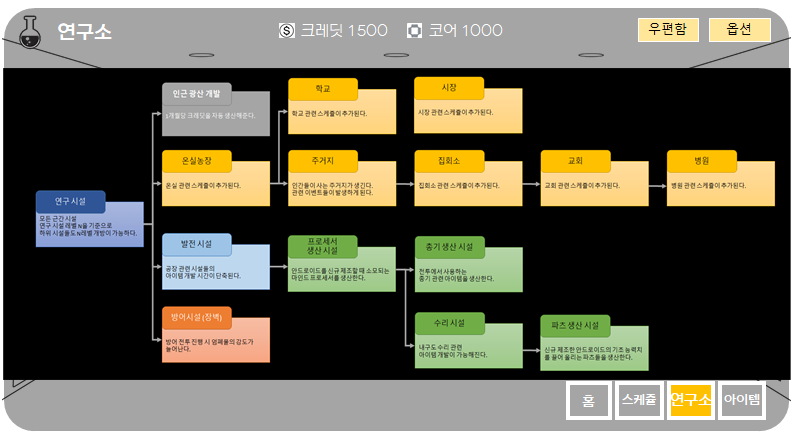 연구소
S 크레딧 1500
코어 1000
우편함
옵션
인근 광산 개발
1개월당 크레딧을 자동 생산해준다.
학교
학교 관련 스케쥴이 추가된다.
시장
시장 관련 스케쥴이 추가된다.
온실농장
온실 관련 스케쥴이 추가된다.
주거지
인간들이 사는 주거지가 생긴다.
관련 이벤트들이 발생하게 된다.
집회소
집회소 관련 스케쥴이 추가된다.
교회
교회 관련 스케쥴이 추가된다.
병원
병원 관련 스케쥴이 추가된다.
연구 시설
모든 근간 시설
연구 시설 레벨 N을 기준으로
하위 시설들도 N레벨 개방이 가능하다.
발전 시설
공장 관련 시설들의
아이템 개발 시간이 단축된다.
프로세서
생산 시설
안드로이드를 신규 제조할 때 소모되는
마인드 프로세서를 생산한다.
총기 생산 시설
전투에서 사용하는
총기 관련 아이템을 생산한다.
방어시설 (장벽)
방어 전투 진행 시 엄폐물의 강도가
늘어난다.
수리 시설
내구도 수리 관련
아이템 개발이 가능해진다.
파츠 생산 시설
신규 제조한 안드로이드의 기초 능력치
를 끌어 올리는 파츠들을 생산한다.
홈
스케쥴
연구소
아이템